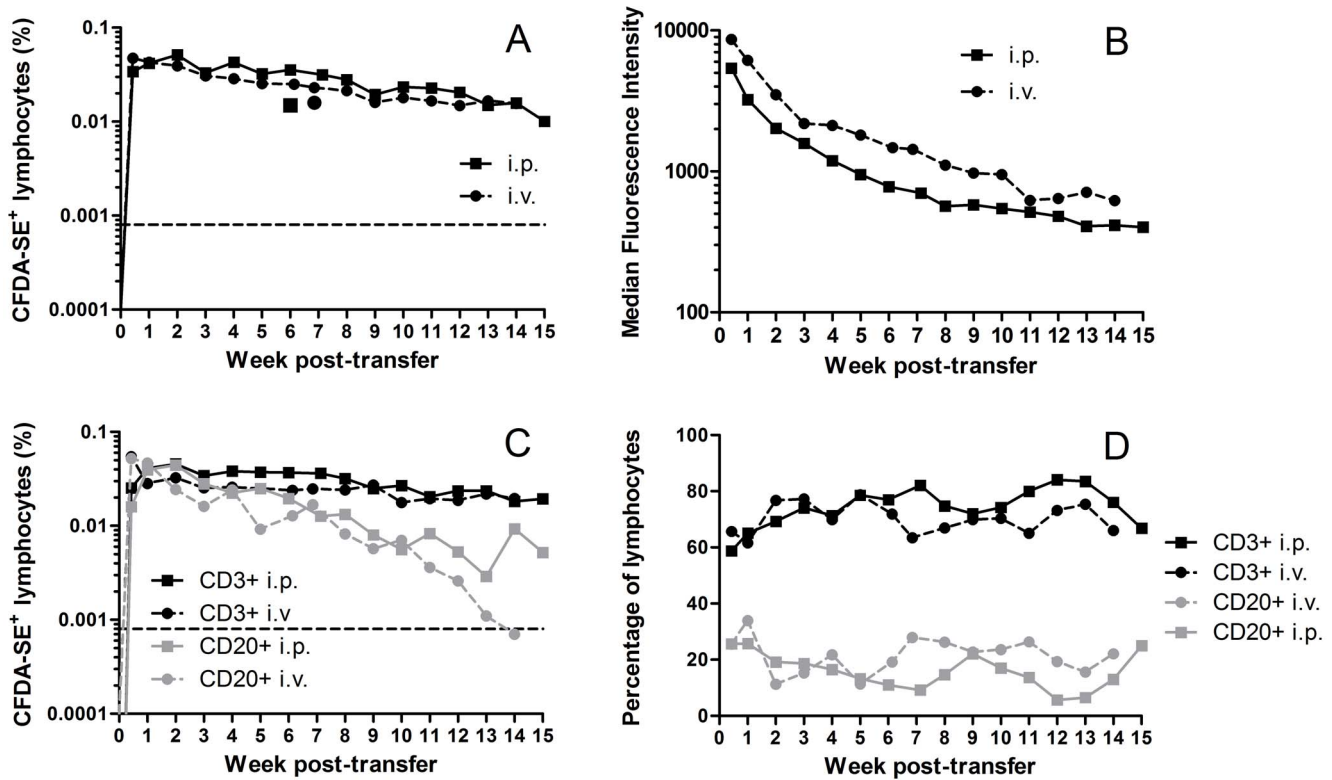 A
CFDA-SE+ lymphocytes (%)
0.1
0.01
0.001
0.0001
i.p.
i.v.
0 1 2 3 4 5 6 7 8 9 10 11 12 13 14 15
Week post-transfer
B
Median Fluorescence Intensity
10000
1000
100
i.p.
i.v.
0 1 2 3 4 5 6 7 8 9 10 11 12 13 14 15
Week post-transfer
C
CFDA-SE+ lymphocytes (%)
0.1
0.01
0.001
0.0001
CD3+ i.p.
CD3+ i.v
CD20+ i.p.
CD20+ i.v.
0 1 2 3 4 5 6 7 8 9 10 11 12 13 14 15
Week post-transfer
D
Percentage of lymphocytes
100
80
60
40
20
0
0 1 2 3 4 5 6 7 8 9 10 11 12 13 14 15
Week post-transfer
CD3+ i.p.
CD3+ i.v.
CD20+ i.v.
CD20+ i.p.